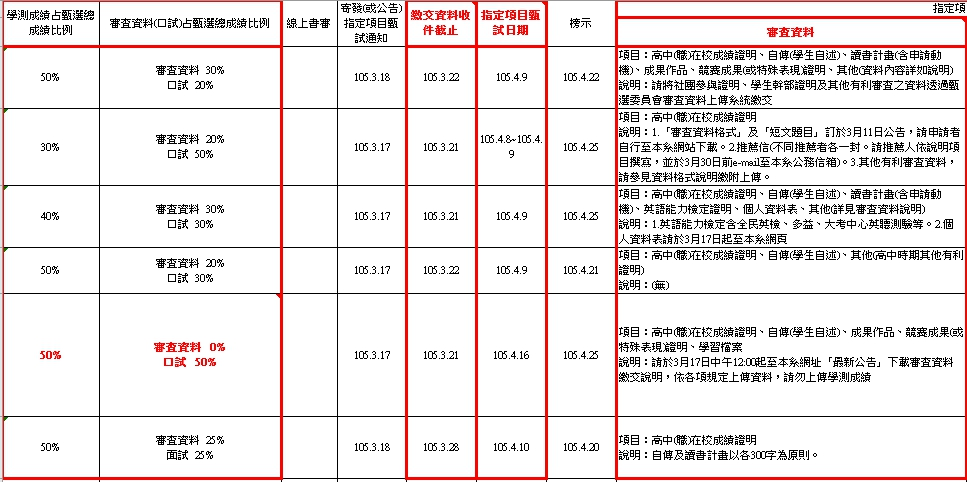 學測成績占甄選總
成績比例
審查資料(口試)占甄選總成績比例
線上書審
寄發(或公告)
指定項目甄
試通知
繳交資料收
件截止
指定項目甄
試日期
榜示
指定項
審查資料
50%
審查資料 30%
口試 20%
105.3.18
105.3.22
105.4.9
105.4.22
項目：高中(職)在校成績證明、自傳(學生自述)、讀書計畫(含申請動
機)、成果作品、競賽成果(或特殊表現)證明、其他(資料內容詳如說明)
說明：請將社團參與證明、學生幹部證明及其他有利審查之資料透過甄
選委員會審查資料上傳系統繳交
30%
審查資料 20%
口試 50%
105.3.17
105.3.21
105.4.8~105.4.
9
105.4.25
項目：高中(職)在校成績證明
說明：1.「審查資料格式」及「短文題目」訂於3月11日公告，請申請者
自行至本系網站下載。2.推薦信(不同推薦者各一封。請推薦人依說明項
目撰寫，並於3月30日前e-mail至本系公務信箱)。3.其他有利審查資料，
請參見資料格式說明繳附上傳。
40%
審查資料 30%
口試 30%
105.3.17
105.3.21
105.4.9
105.4.25
項目：高中(職)在校成績證明、自傳(學生自述)、讀書計畫(含申請動
機)、英語能力檢定證明、個人資料表、其他(詳見審查資料說明)
說明：1.英語能力檢定含全民英檢、多益、大考中心英聽測驗等。2.個
人資料表請於3月17日起至本系網頁
50%
審查資料 20%
口試 30%
105.3.17
105.3.22
105.4.9
105.4.21
項目：高中(職)在校成績證明、自傳(學生自述)、其他(高中時期其他有利
證明)
說明：(無)
50%
審查資料 0%
口試 50%
105.3.17
105.3.21
105.4.16
105.4.25
項目：高中(職)在校成績證明、自傳(學生自述)、成果作品、競賽成果(或
特殊表現)證明、學習檔案
說明：請於3月17日中午12:00起至本系網址「最新公告」下載審查資料
繳交說明，依各項規定上傳資料，請勿上傳學測成績
50%
審查資料 25%
面試 25%
105.3.18
105.3.28
105.4.10
105.4.20
項目：高中(職)在校成績證明
說明：自傳及讀書計畫以各300字為原則。